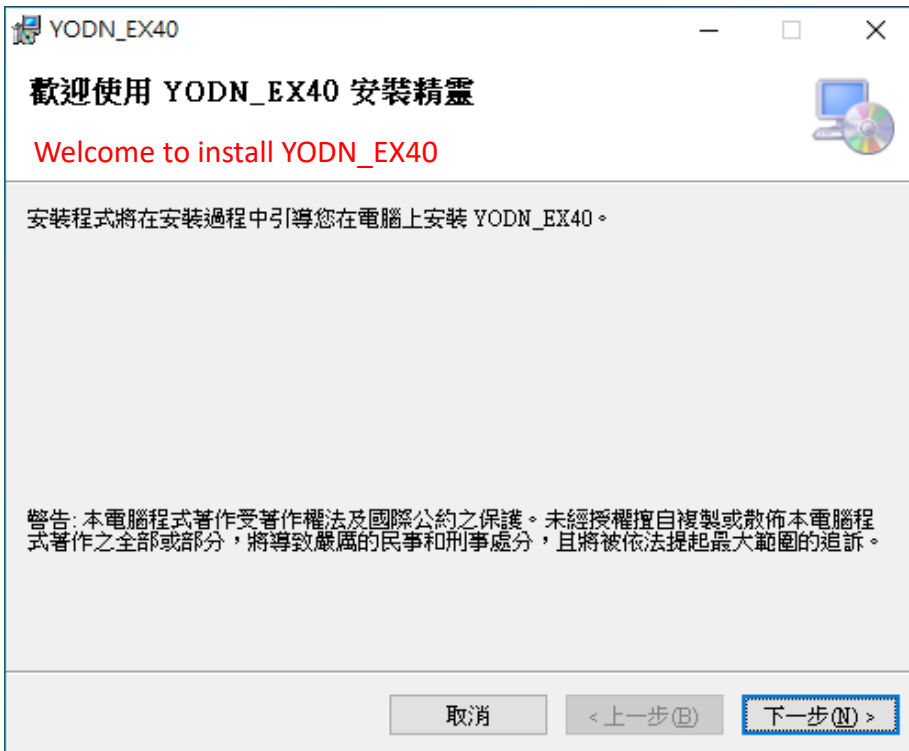 YODN_EX40
歡迎使用 YODN_EX40 安裝精靈
Welcome to install YODN_EX40
安裝程式將在安裝過程中引導您在電腦上安裝 YODN_EX40。
警告: 本電腦程式著作受著作權法及國際公約之保護。未經授權擅自複製或散佈本電腦程
式著作之全部或部分，將導致嚴厲的民事和刑事處分，且將被依法提起最大範圍的追訴。
取消
<上一步(B)
下一步(N) >